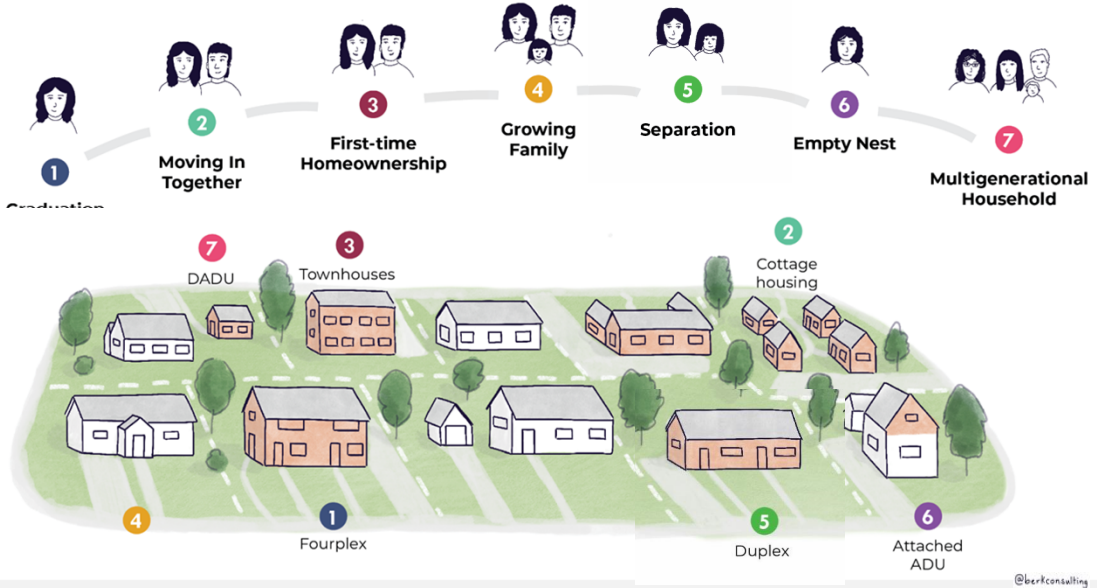 1
Graduation
2
Moving In
Together
3
First-time
Homeownership
4
Growing
Family
5
Separation
6
Empty Nest
7
Multigenerational
Household
7
DADU
3
Townhouses
2
Cottage
housing
4
1
Fourplex
5
Duplex
6
Attached
ADU
@berkconsulting